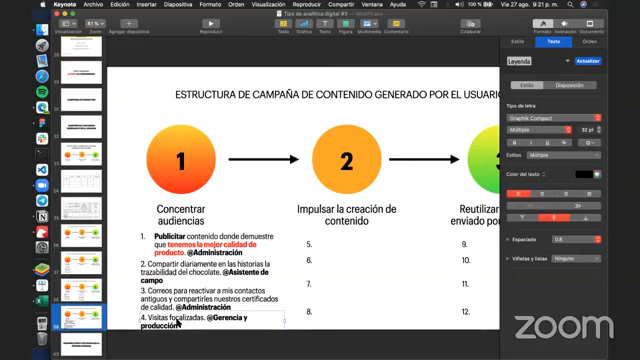 Keynote Archivo Edición Insertar Disposición Visualización Reproducir Compartir Ventana Ayuda 100 % Vie 27 ago. 9:21 p. m.
Tips de analítica digital #3
61 %
Visualización Zoom Agregar diapositiva
Reproducir
Tabla Gráfica Texto Figura Multimedia Comentario
Colaborar
Formato Animación Documento
Estilo Texto Orden
Leyenda Actualizar
Estilo Disposición
Tipo de letra
Graphik Compact
Múltiple 32 pt
B I U S
Estilos Múltiple
Color del texto
Espaciado 0,8
Viñetas y listas Ninguno
ESTRUCTURA DE CAMPAÑA DE CONTENIDO GENERADO POR EL USUARIO
1 2 3
Concentrar
audiencias
1. Publicitar contenido donde demuestre
que tenemos la mejor calidad de
producto. @Administración
2. Compartir diariamente en las historias la
trazabilidad del chocolate. @Asistente de
campo
3. Correos para reactivar a mis contactos
antiguos y compartirles nuestros certificados
de calidad. @Administración
4. Visitas focalizadas. @Gerencia y
producción
Impulsar la creación de
contenido
5.
6.
7.
8.
Reutilizar
enviado por
9.
10.
11.
12.
zoom